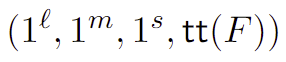 (1^ℓ, 1^m, 1^s, tt(F))